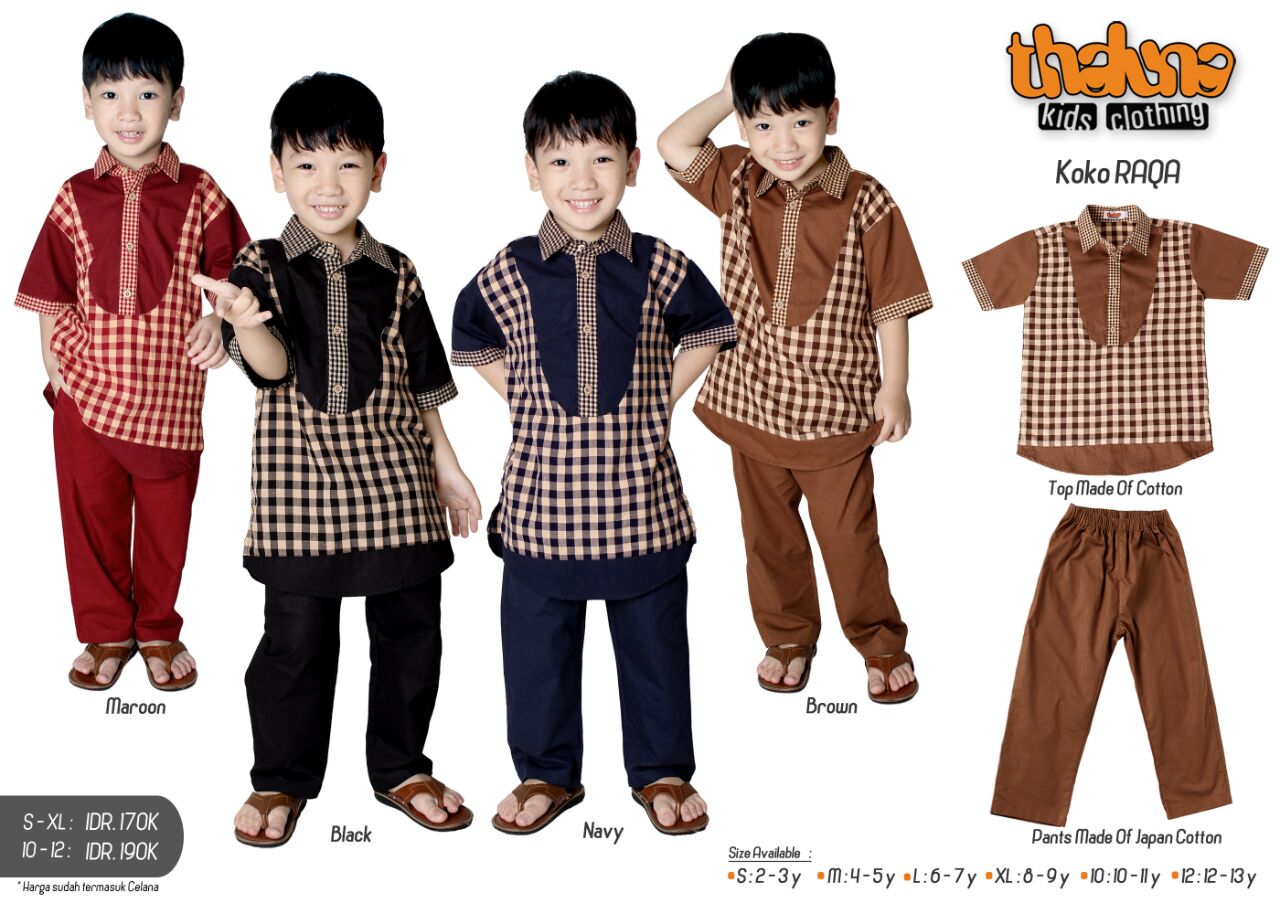 thaluna
kids clothing
Koko RAQA
Top Made Of Cotton
Pants Made Of Japan Cotton
Maroon
Black
Navy
Brown
S - XL : IDR. 170K
10 - 12 : IDR. 190K
* Harga sudah termasuk Celana
Size Available :
• S : 2 - 3 y • M : 4 - 5 y • L : 6 - 7 y • XL : 8 - 9 y • 10 : 10 - 11 y • 12 : 12 - 13 y